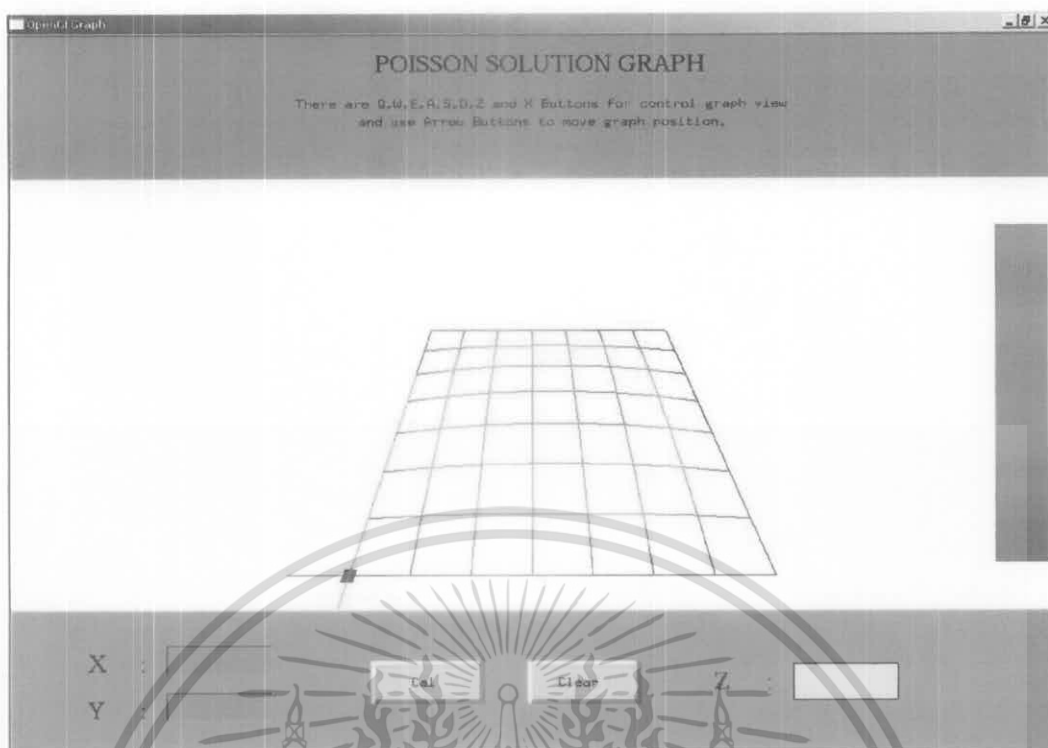 OpenGl Graph
POISSON SOLUTION GRAPH
There are Q,W,E,A,S,D,Z and X Buttons for control graph view
and use Arrow Buttons to move graph position.
X :
Y :
Cal
Clear
Z :